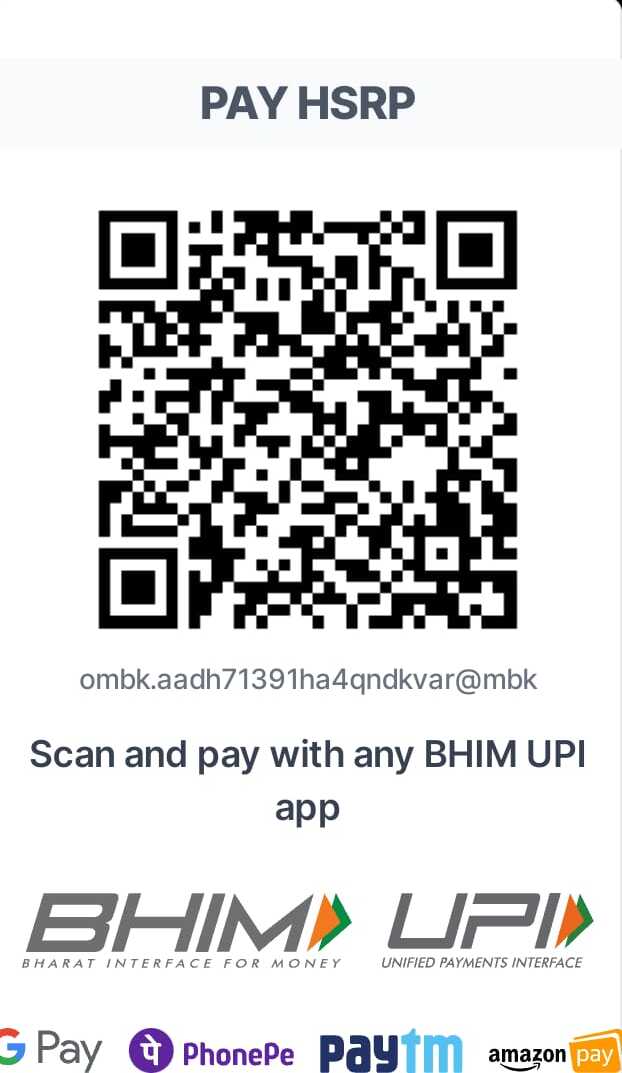 PAY HSRP
ombk.aadh71391ha4qndkvar@mbk
Scan and pay with any BHIM UPI
app
BHIM UPI
BHARAT INTERFACE FOR MONEY UNIFIED PAYMENTS INTERFACE
G Pay पे PhonePe paytm amazon pay